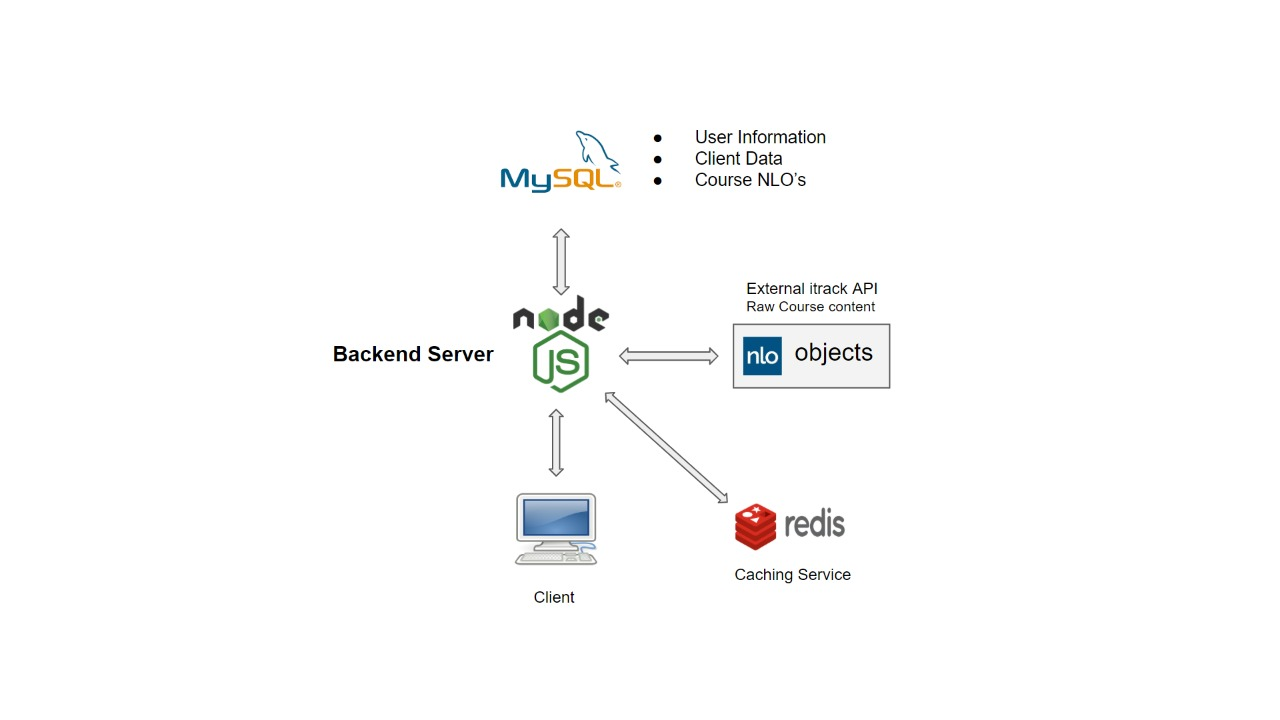 MySQL®
● User Information
● Client Data
● Course NLO's
External itrack API
Raw Course content
node
JS
Backend Server
nlo objects
redis
Caching Service
Client